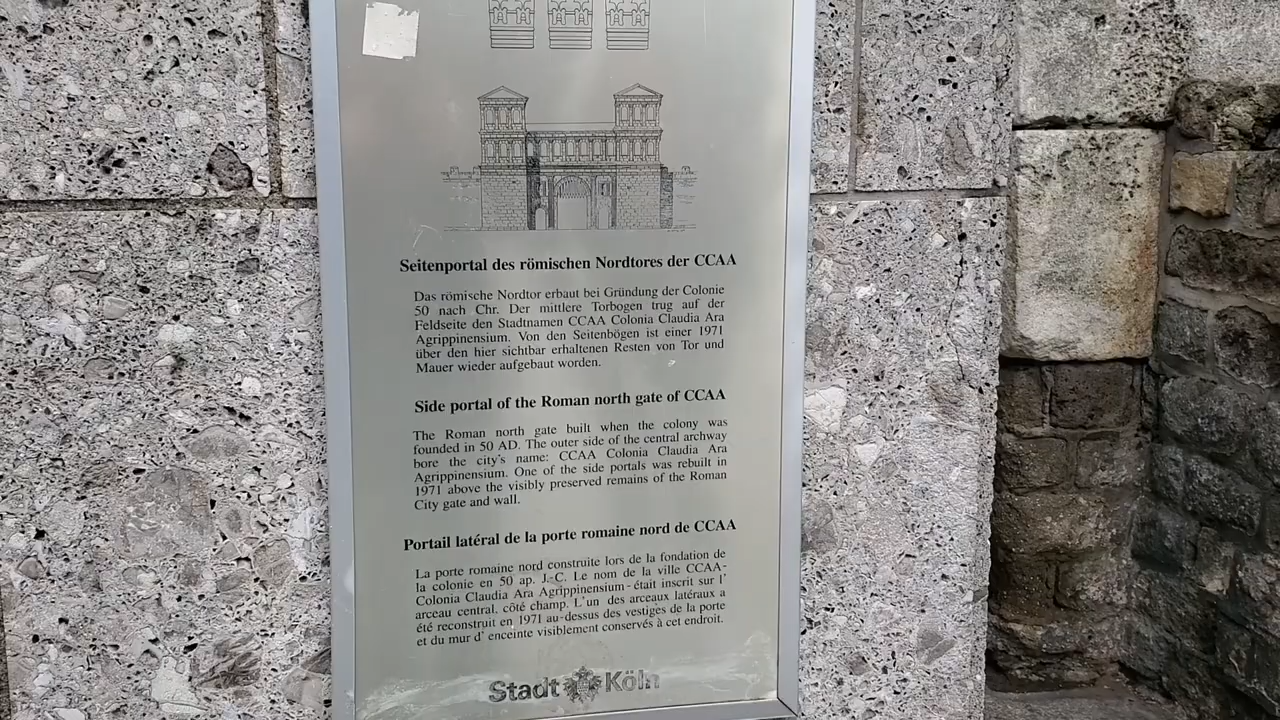 Seitenportal des römischen Nordtores der CCAA
Das römische Nordtor erbaut bei Gründung der Colonie
50 nach Chr. Der mittlere Torbogen trug auf der
Feldseite den Stadtnamen CCAA Colonia Claudia Ara
Agrippinensium. Von den Seitenbögen ist einer 1971
über den hier sichtbar erhaltenen Resten von Tor und
Mauer wieder aufgebaut worden.
Side portal of the Roman north gate of CCAA
The Roman north gate built when the colony was
founded in 50 AD. The outer side of the central archway
bore the city's name: CCAA Colonia Claudia Ara
Agrippinensium. One of the side portals was rebuilt in
1971 above the visibly preserved remains of the Roman
City gate and wall.
Portail latéral de la porte romaine nord de CCAA
La porte romaine nord construite lors de la fondation de
la colonie en 50 ap. J.-C. Le nom de la ville CCAA-
Colonia Claudia Ara Agrippinensium - était inscrit sur l'
arceau central, côté champ. L'un des arceaux latéraux a
été reconstruit en 1971 au-dessus des vestiges de la porte
et du mur d' enceinte visiblement conservés à cet endroit.
Stadt Köln